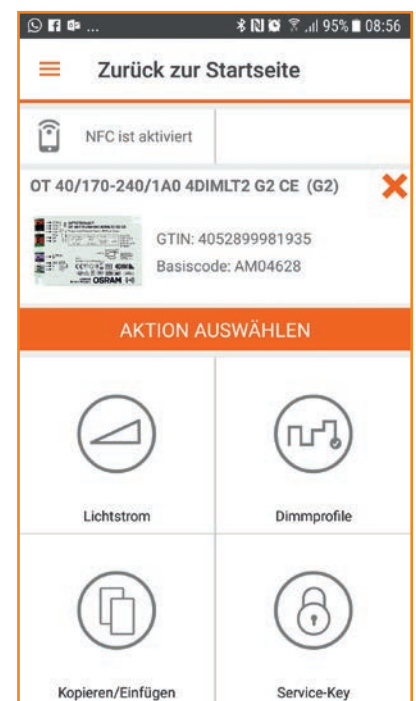 ... 95% 08:56
Zurück zur Startseite
NFC ist aktiviert
OT 40/170-240/1A0 4DIMLT2 G2 CE (G2)
GTIN: 4052899981935
Basiscode: AM04628
OSRAM
AKTION AUSWÄHLEN
Lichtstrom
Dimmprofile
Kopieren/Einfügen
Service-Key